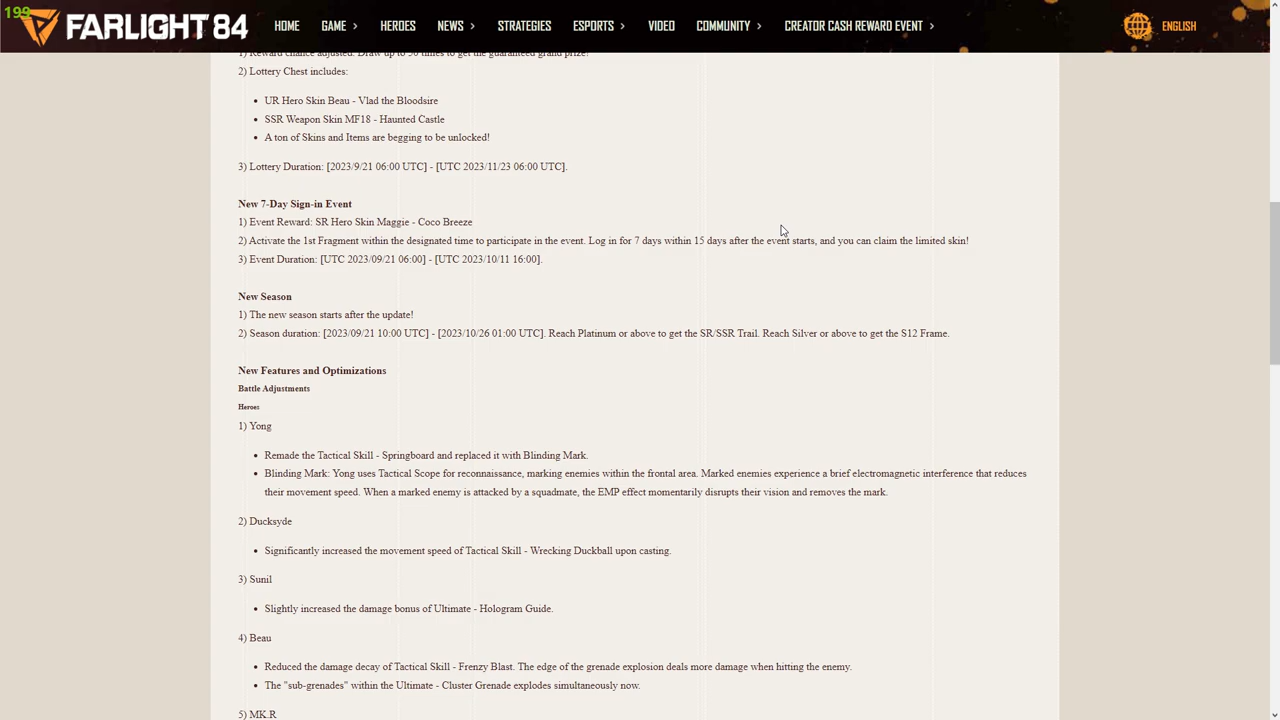 199
FARLIGHT 84
HOME
GAME
HEROES
NEWS
STRATEGIES
ESPORTS
VIDEO
COMMUNITY
CREATOR CASH REWARD EVENT
ENGLISH
1) Reward chance adjusted. Draw up to 50 times to get the guaranteed grand prize!
2) Lottery Chest includes:
• UR Hero Skin Beau - Vlad the Bloodsire
• SSR Weapon Skin MF18 - Haunted Castle
• A ton of Skins and Items are begging to be unlocked!
3) Lottery Duration: [2023/9/21 06:00 UTC] - [UTC 2023/11/23 06:00 UTC].
New 7-Day Sign-in Event
1) Event Reward: SR Hero Skin Maggie - Coco Breeze
2) Activate the 1st Fragment within the designated time to participate in the event. Log in for 7 days within 15 days after the event starts, and you can claim the limited skin!
3) Event Duration: [UTC 2023/09/21 06:00] - [UTC 2023/10/11 16:00].
New Season
1) The new season starts after the update!
2) Season duration: [2023/09/21 10:00 UTC] - [2023/10/26 01:00 UTC]. Reach Platinum or above to get the SR/SSR Trail. Reach Silver or above to get the S12 Frame.
New Features and Optimizations
Battle Adjustments
Heroes
1) Yong
• Remade the Tactical Skill - Springboard and replaced it with Blinding Mark.
• Blinding Mark: Yong uses Tactical Scope for reconnaissance, marking enemies within the frontal area. Marked enemies experience a brief electromagnetic interference that reduces
their movement speed. When a marked enemy is attacked by a squadmate, the EMP effect momentarily disrupts their vision and removes the mark.
2) Ducksyde
• Significantly increased the movement speed of Tactical Skill - Wrecking Duckball upon casting.
3) Sunil
• Slightly increased the damage bonus of Ultimate - Hologram Guide.
4) Beau
• Reduced the damage decay of Tactical Skill - Frenzy Blast. The edge of the grenade explosion deals more damage when hitting the enemy.
• The "sub-grenades" within the Ultimate - Cluster Grenade explodes simultaneously now.
5) MK.R